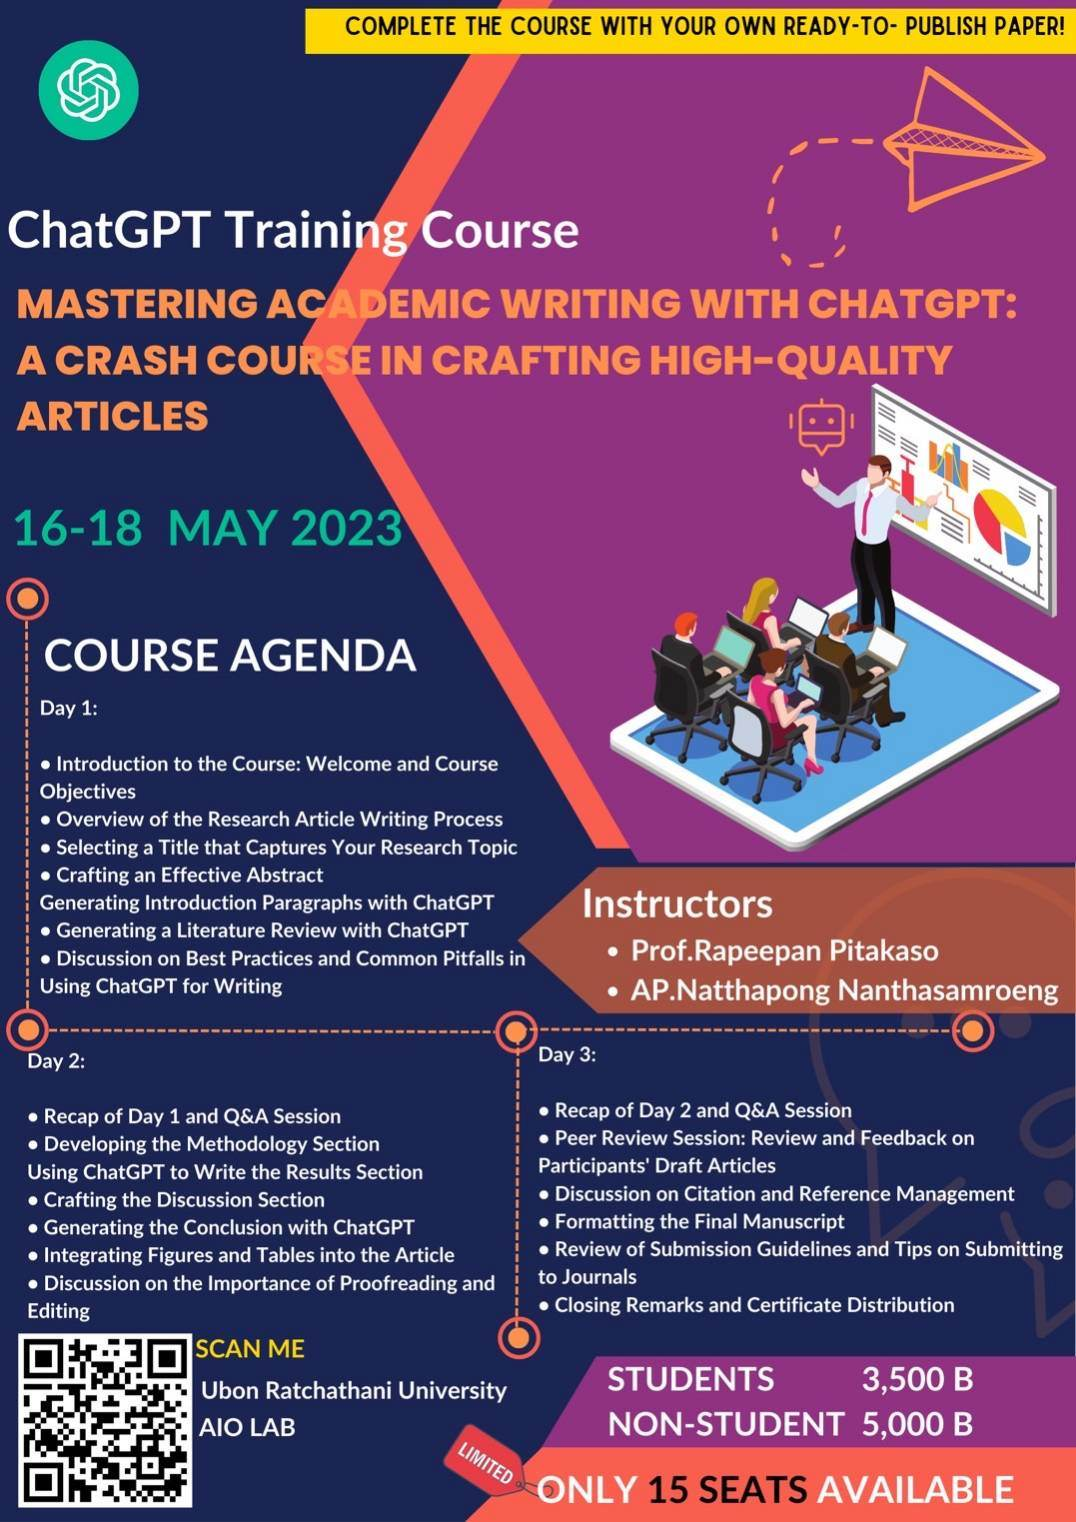 COMPLETE THE COURSE WITH YOUR OWN READY-TO- PUBLISH PAPER!
ChatGPT Training Course
MASTERING ACADEMIC WRITING WITH CHATGPT:
A CRASH COURSE IN CRAFTING HIGH-QUALITY
ARTICLES
16-18 MAY 2023
COURSE AGENDA
Day 1:
• Introduction to the Course: Welcome and Course
Objectives
• Overview of the Research Article Writing Process
• Selecting a Title that Captures Your Research Topic
• Crafting an Effective Abstract
Generating Introduction Paragraphs with ChatGPT
• Generating a Literature Review with ChatGPT
• Discussion on Best Practices and Common Pitfalls in
Using ChatGPT for Writing
Instructors
• Prof.Rapeepan Pitakaso
• AP.Natthapong Nanthasamroeng
Day 2:
• Recap of Day 1 and Q&A Session
• Developing the Methodology Section
Using ChatGPT to Write the Results Section
• Crafting the Discussion Section
• Generating the Conclusion with ChatGPT
• Integrating Figures and Tables into the Article
• Discussion on the Importance of Proofreading and
Editing
Day 3:
• Recap of Day 2 and Q&A Session
• Peer Review Session: Review and Feedback on
Participants' Draft Articles
• Discussion on Citation and Reference Management
• Formatting the Final Manuscript
• Review of Submission Guidelines and Tips on Submitting
to Journals
• Closing Remarks and Certificate Distribution
SCAN ME
Ubon Ratchathani University
AIO LAB
STUDENTS 3,500 B
NON-STUDENT 5,000 B
LIMITED
ONLY 15 SEATS AVAILABLE